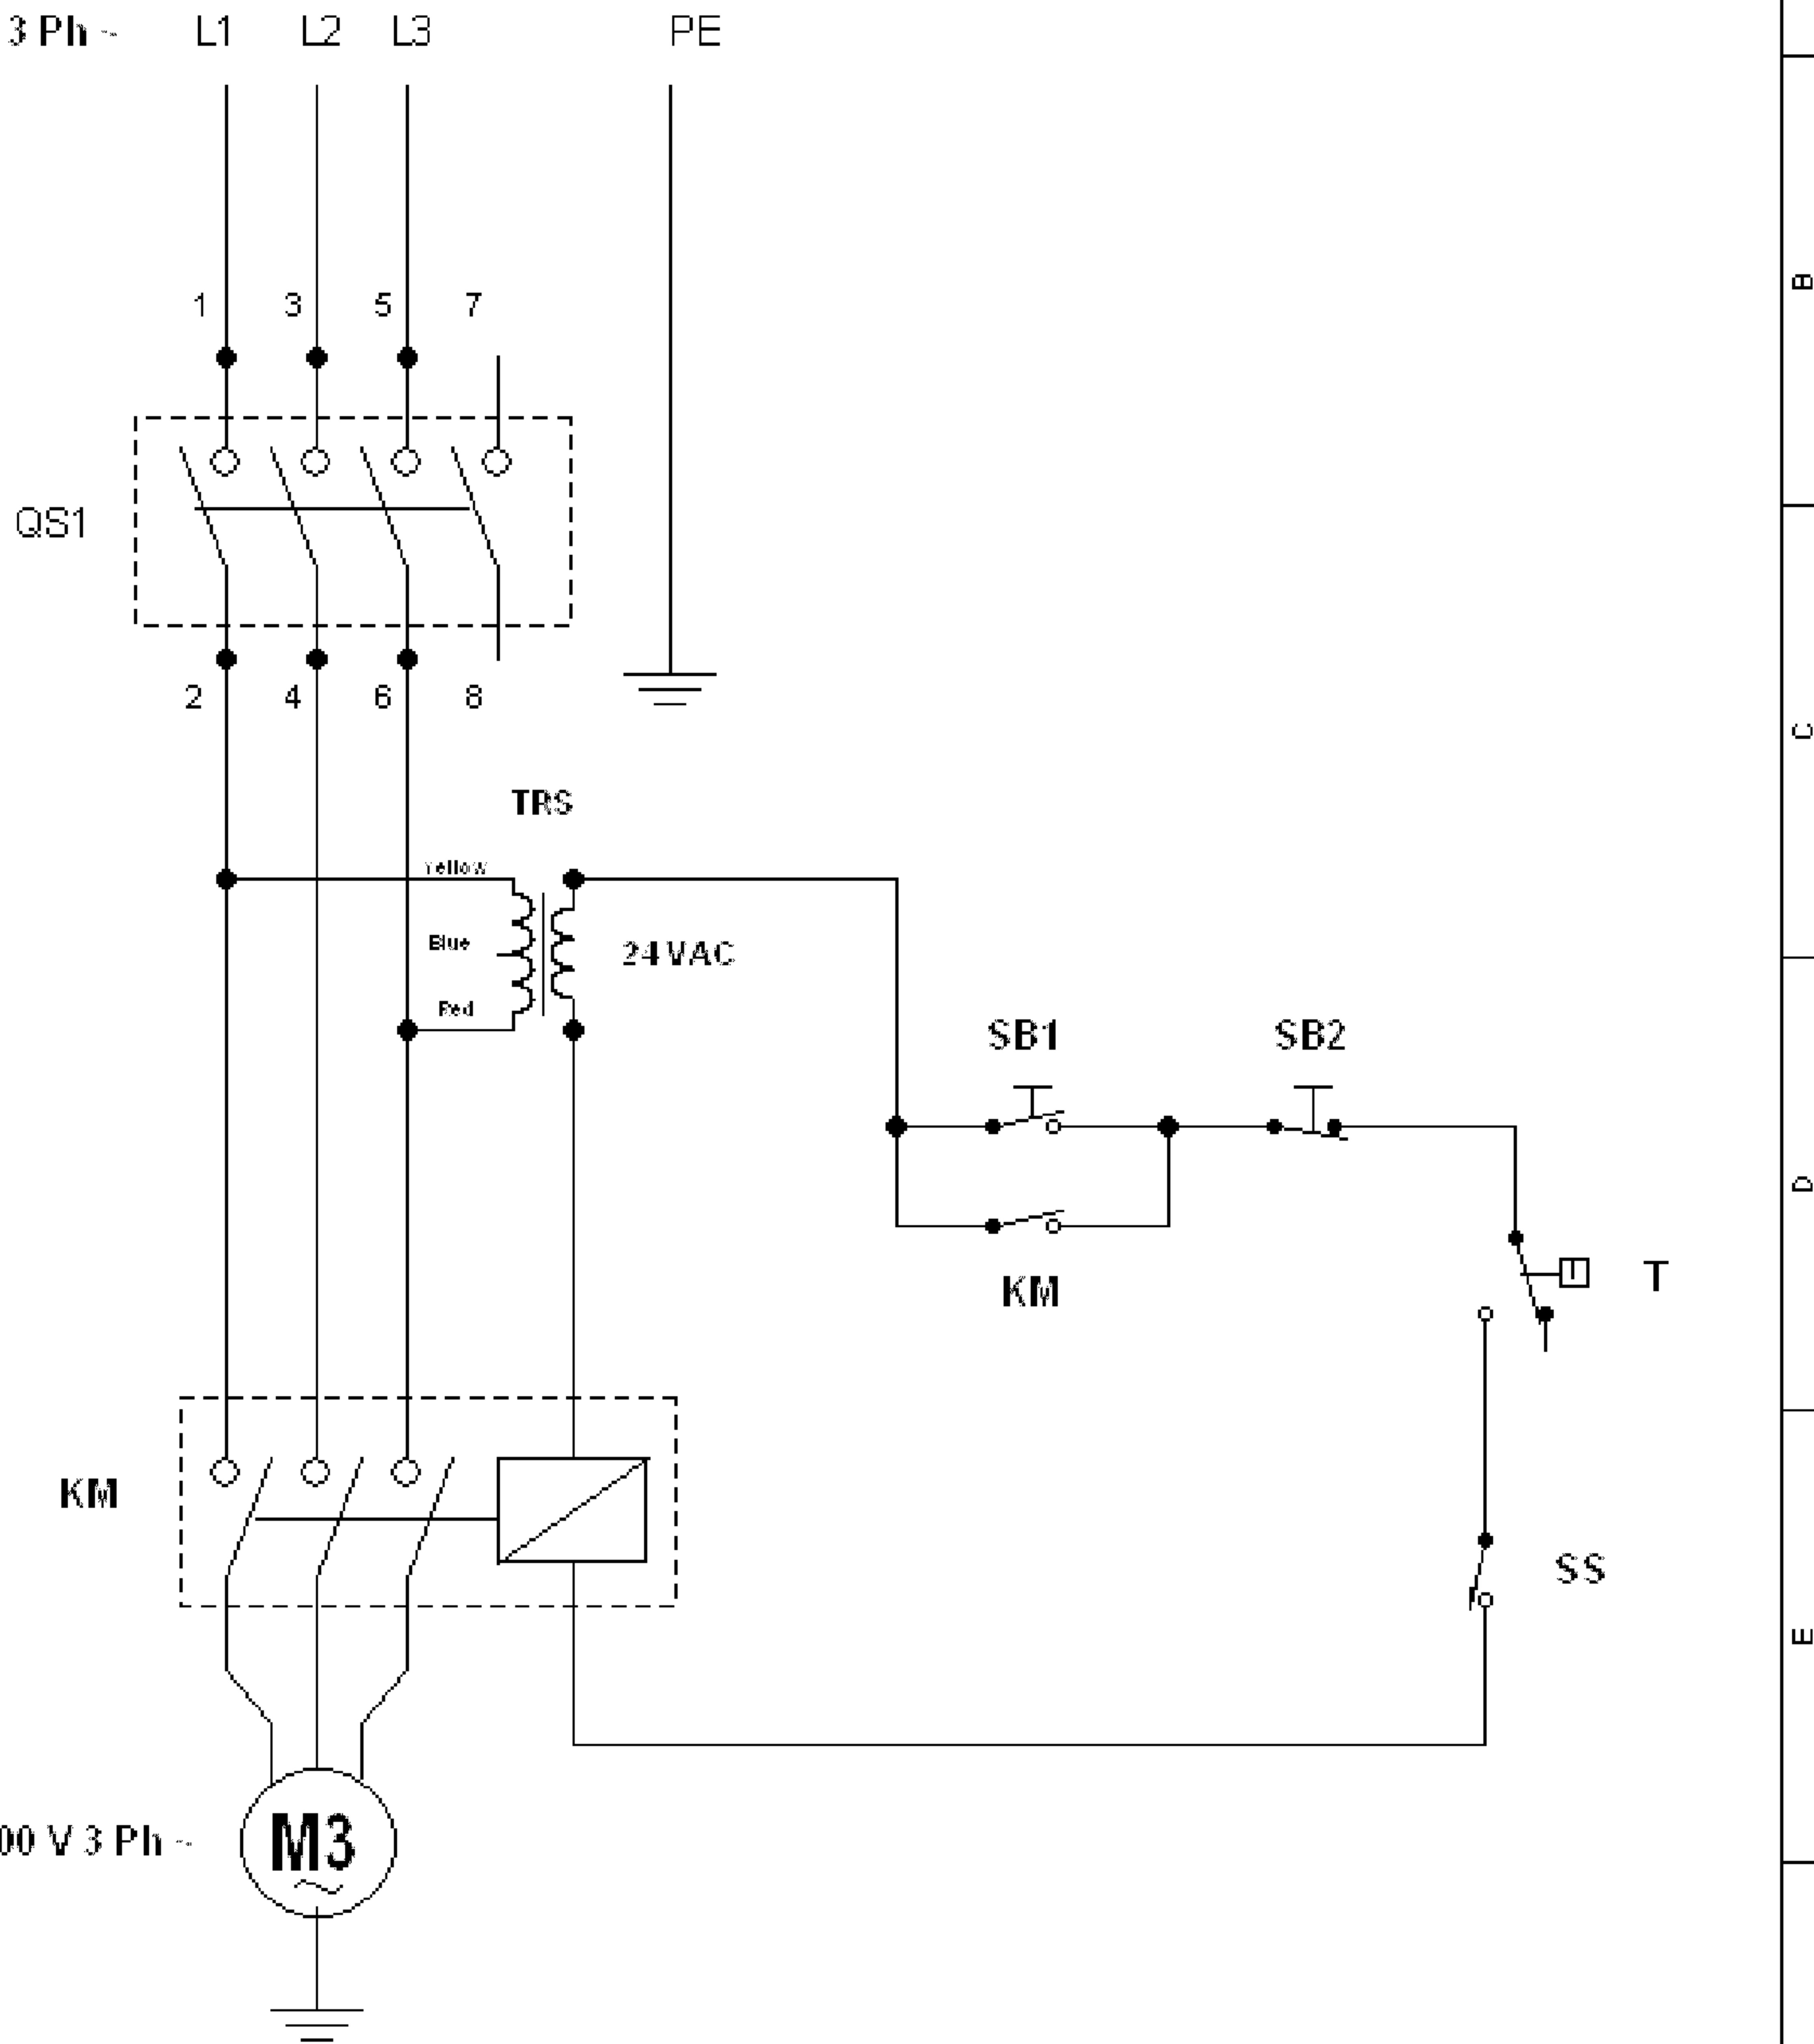 3 Ph ~ L1 L2 L3 PE
1 3 5 7
B
QS1
2 4 6 8
C
TRS
Yellow
Blue
24 VAC
Red
SB1 SB2
D
KM
T
KM
SS
E
00 V 3 Ph ~
M3
~